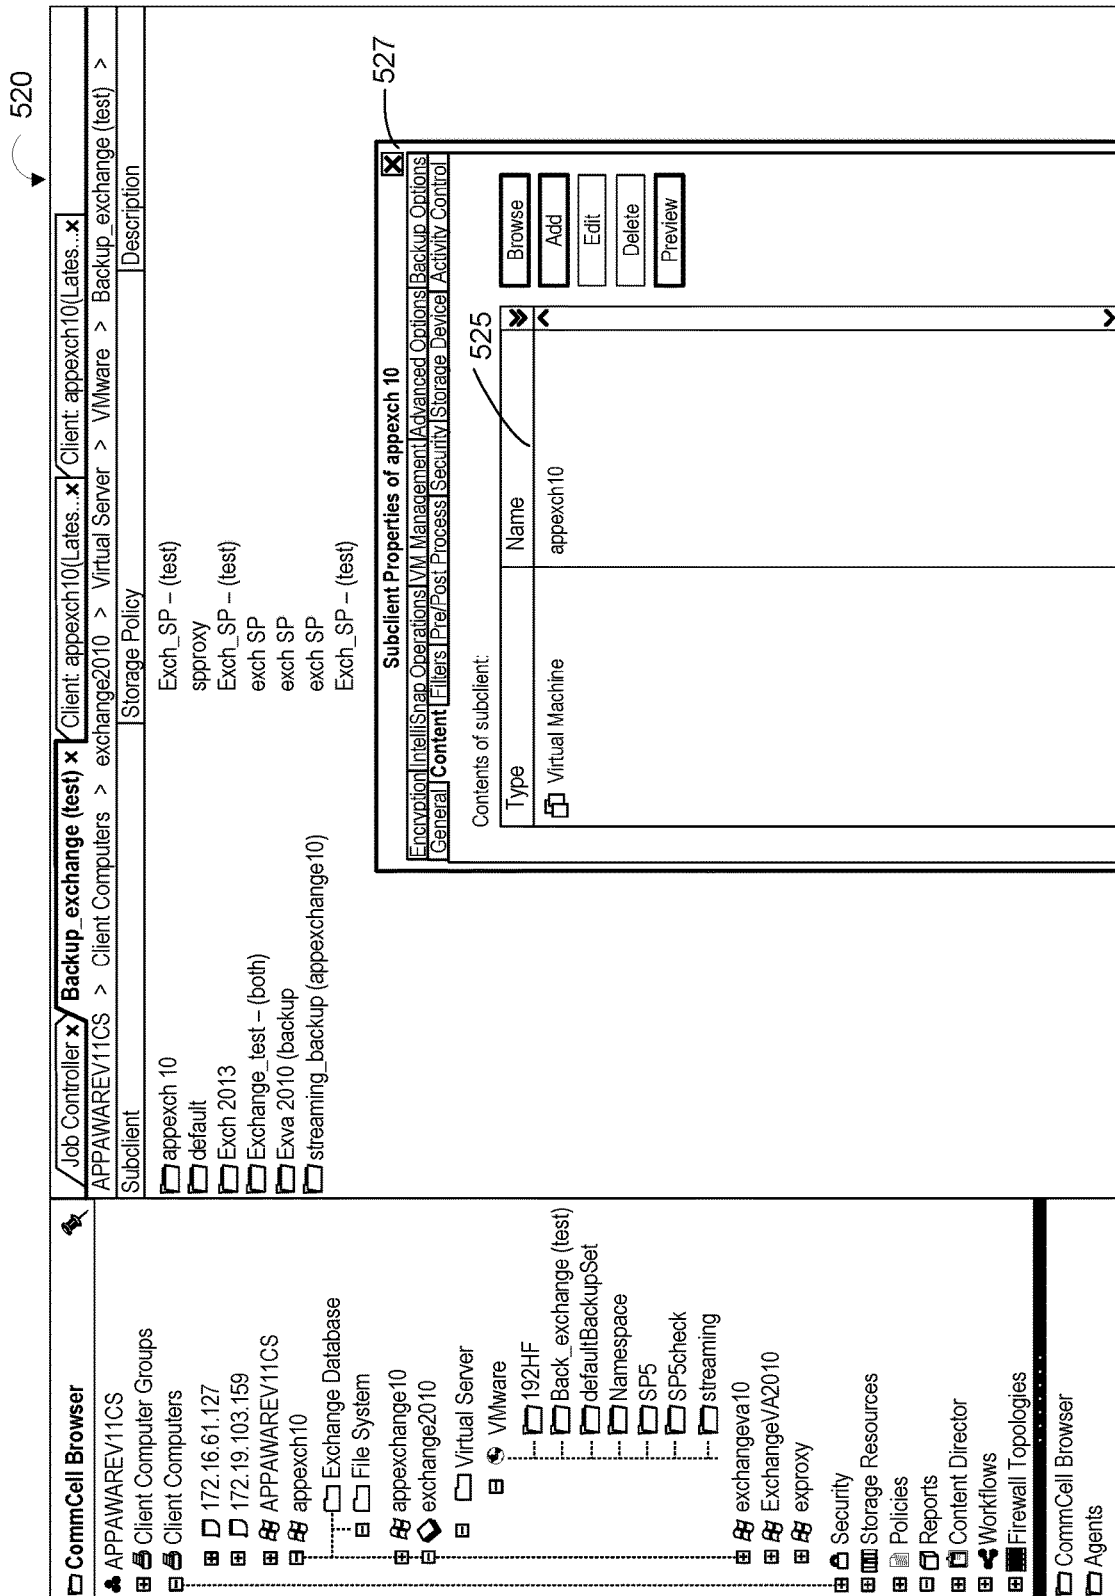 520
CommCell Browser
APPAWAREV11CS
Client Computer Groups
Client Computers
172.16.61.127
172.19.103.159
APPAWAREV11CS
appexch10
Exchange Database
File System
appexchange10
exchange2010
Virtual Server
VMware
192HF
Back_exchange (test)
defaultBackupSet
Namespace
SP5
SP5check
streaming
exchangeva10
ExchangeVA2010
exproxy
Security
Storage Resources
Policies
Reports
Content Director
Workflows
Firewall Topologies
CommCell Browser
Agents
Job Controller x Backup_exchange (test) x Client: appexch10(Lates...x Client: appexch10(Lates...x
APPAWAREV11CS > Client Computers > exchange2010 > Virtual Server > VMware > Backup_exchange (test) >
Subclient Storage Policy Description
appexch 10 Exch_SP – (test)
default spproxy
Exch 2013 Exch_SP – (test)
Exchange_test – (both) exch SP
Exva 2010 (backup exch SP
streaming_backup (appexchange10) exch SP
Exch_SP – (test)
527
Subclient Properties of appexch 10
Encryption IntelliSnap Operations VM Management Advanced Options Backup Options
General Content Filters Pre/Post Process Security Storage Device Activity Control
Contents of subclient:
525
Type Name
Virtual Machine appexch10
Browse
Add
Edit
Delete
Preview